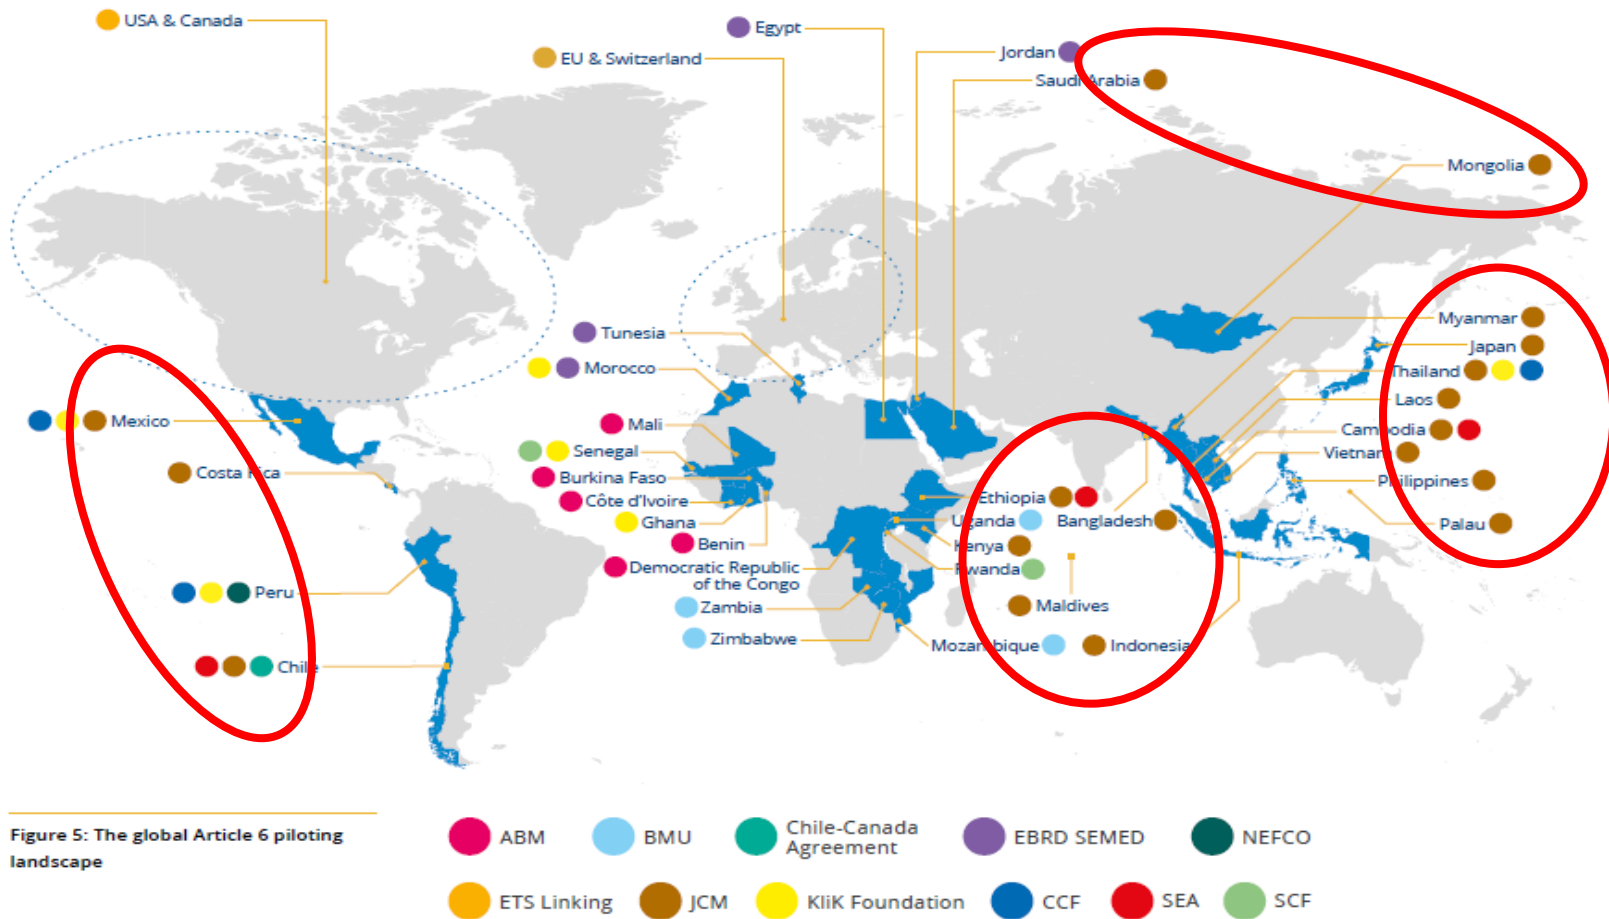 USA & Canada
Egypt
EU & Switzerland
Jordan
Saudi Arabia
Mongolia
Myanmar
Tunesia
Japan
Morocco
Thailand
Laos
Mexico
Mali
Cambodia
Senegal
Vietnam
Costa Rica
Burkina Faso
Philippines
Côte d'Ivoire
Ethiopia
Ghana
Uganda
Bangladesh
Palau
Benin
Kenya
Democratic Republic
of the Congo
Rwanda
Peru
Zambia
Maldives
Zimbabwe
Mozambique
Indonesia
Chile
Figure 5: The global Article 6 piloting
landscape
ABM
BMU
Chile-Canada
Agreement
EBRD SEMED
NEFCO
ETS Linking
JCM
KliK Foundation
CCF
SEA
SCF